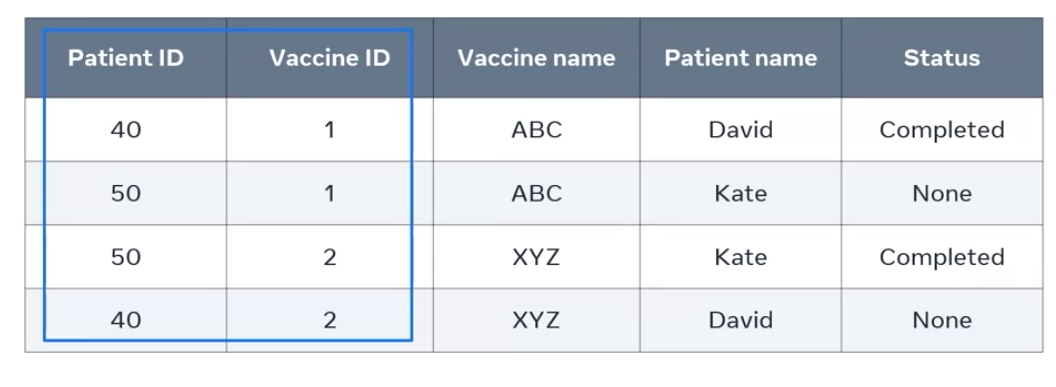 Patient ID Vaccine ID Vaccine name Patient name Status
40 1 ABC David Completed
50 1 ABC Kate None
50 2 XYZ Kate Completed
40 2 XYZ David None